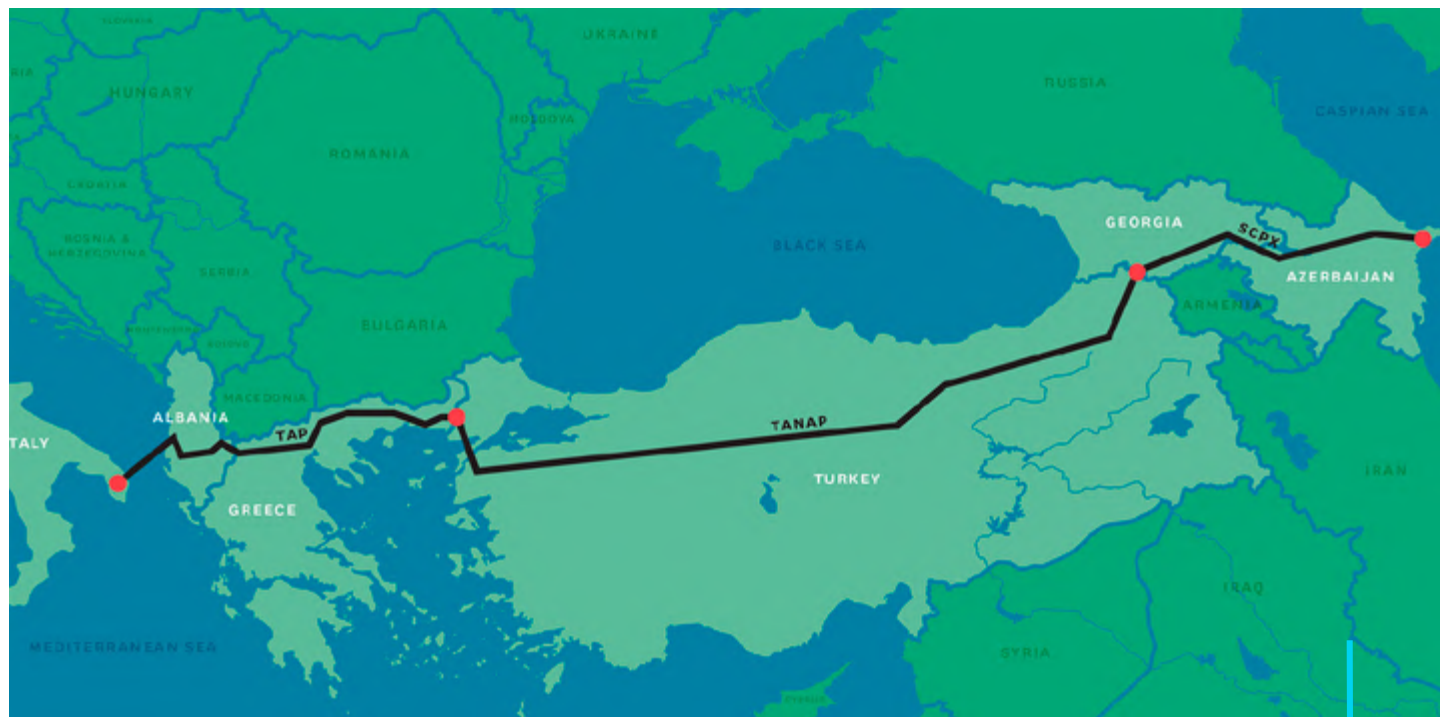 SLOVAKIA
UKRAINE
RUSSIA
HUNGARY
CASPIAN SEA
MOLDOVA
ROMANIA
CROATIA
GEORGIA
SCPX
BOSNIA &
HERZEGOVINA
BLACK SEA
SERBIA
AZERBAIJAN
ARMENIA
BULGARIA
MONTENEGRO
KOSOVO
MACEDONIA
ALBANIA
TAP
TANAP
TALY
TURKEY
IRAN
GREECE
IRAQ
MEDITERRANEAN SEA
SYRIA
CYPRUS